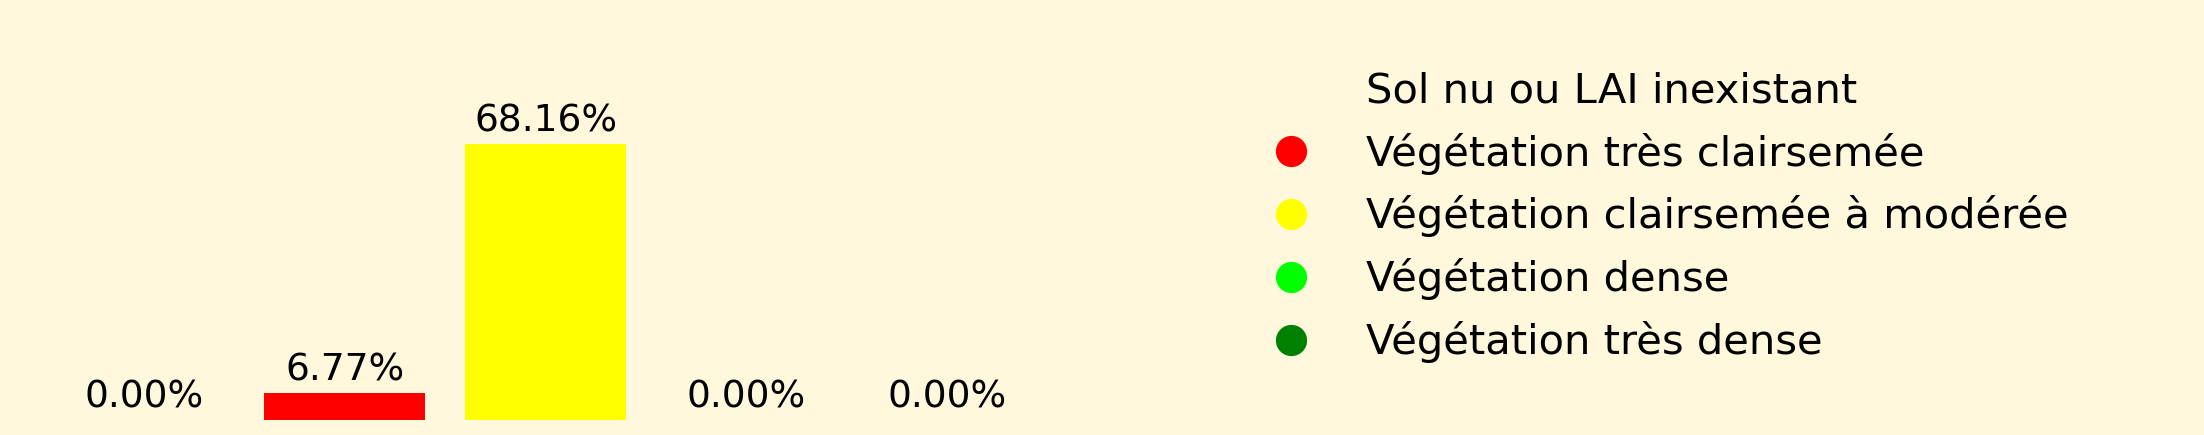 68.16%
6.77%
0.00%
0.00%
0.00%
Sol nu ou LAI inexistant
Végétation très clairsemée
Végétation clairsemée à modérée
Végétation dense
Végétation très dense